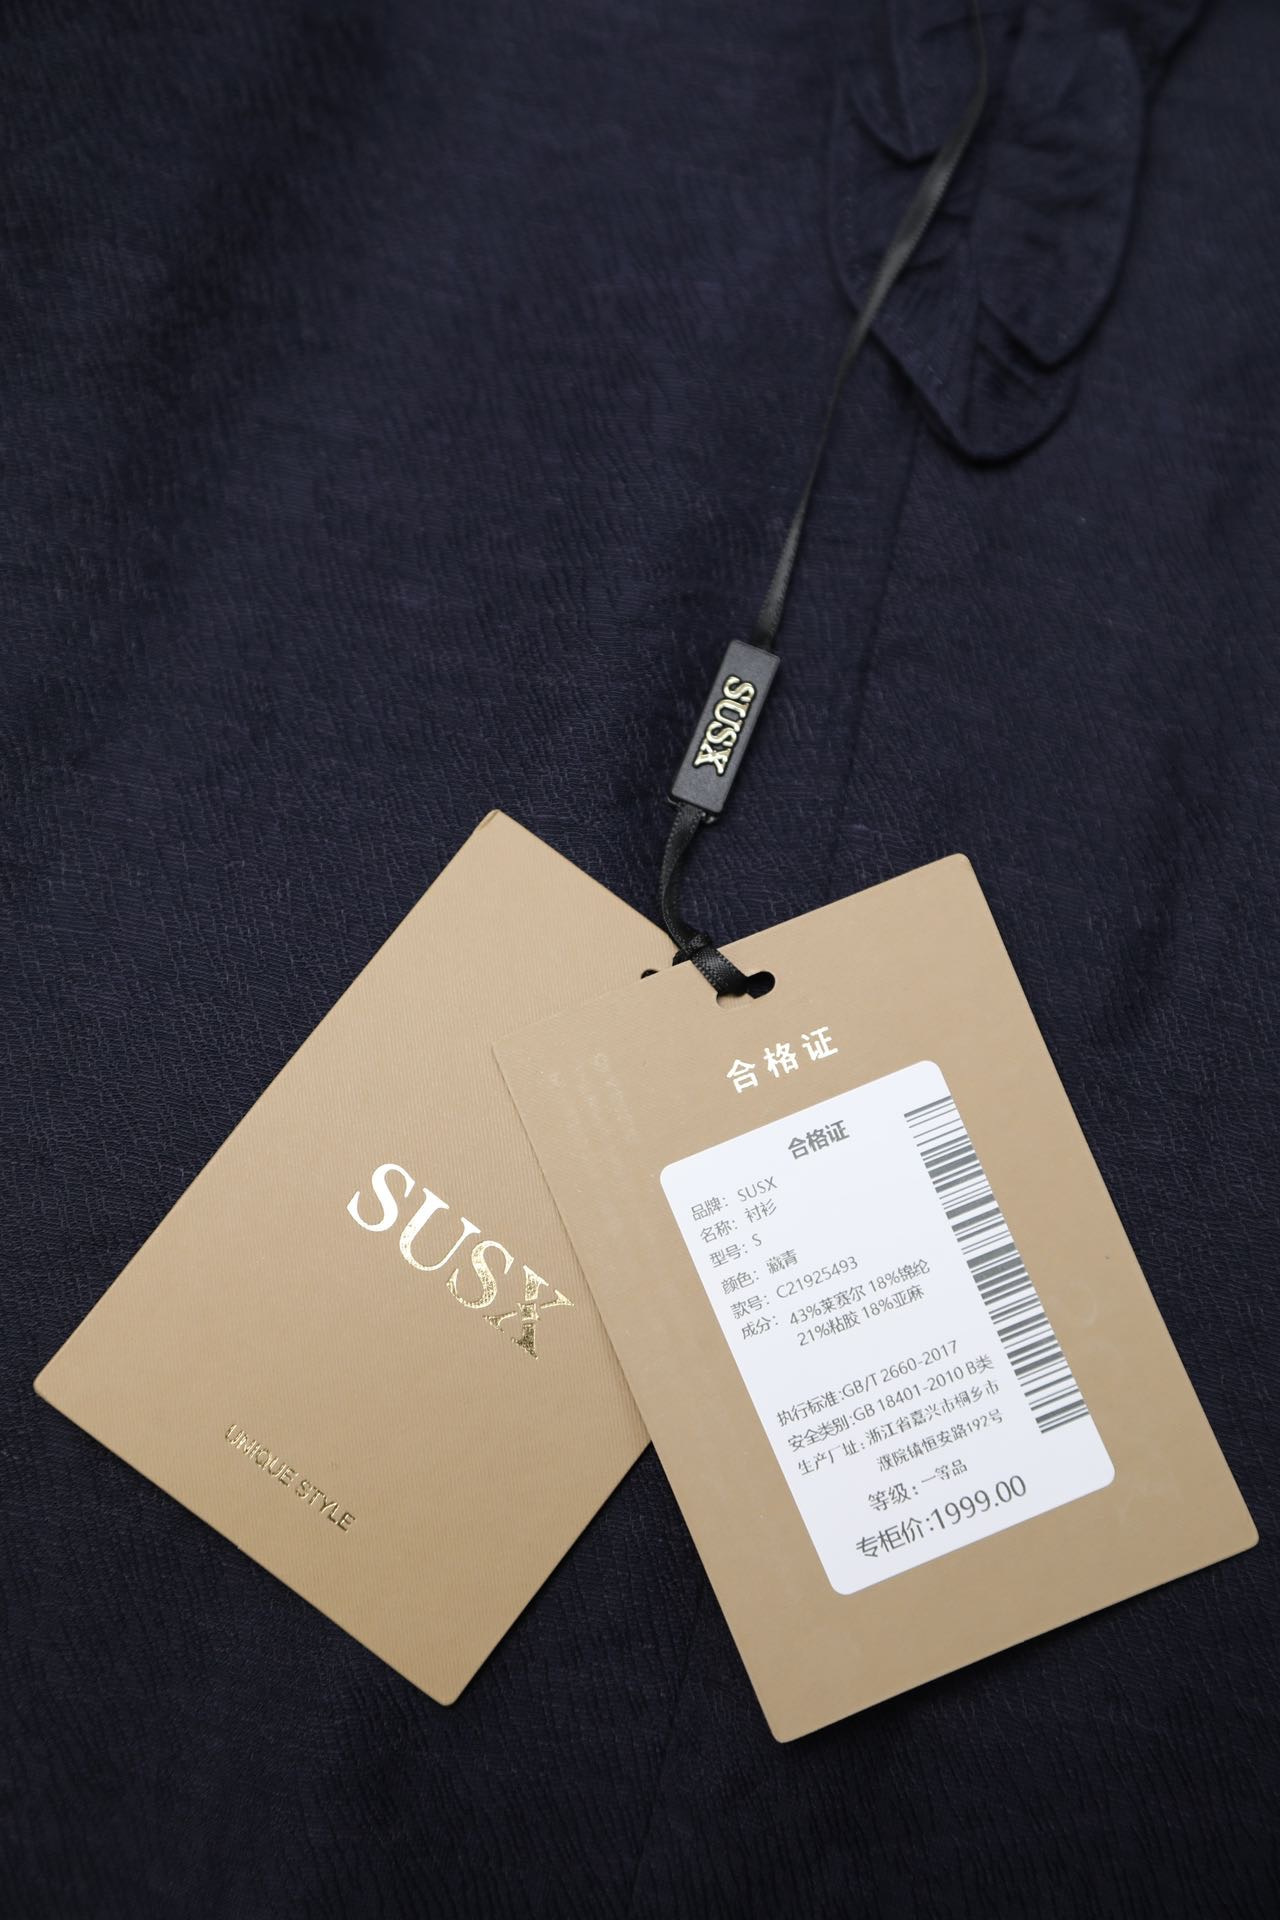 SUSX
SUSX
UNIQUE STYLE
合格证
合格证
品牌：SUSX
名称：衬衫
型号：S
颜色：藏青
款号：C21925493
成分：43%莱赛尔 18%锦纶
21%粘胶 18%亚麻
执行标准:GB/T 2660-2017
安全类别:GB 18401-2010 B类
生产厂址：浙江省嘉兴市桐乡市
濮院镇恒安路192号
等级：一等品
专柜价:1999.00